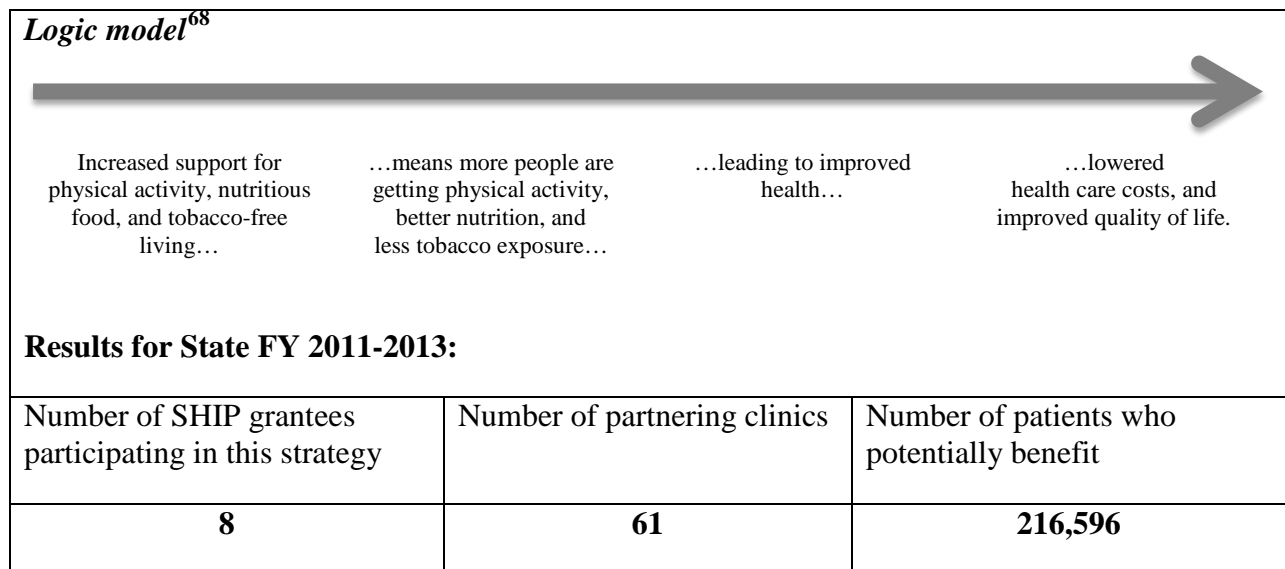 Logic model68
Increased support for
physical activity, nutritious
food, and tobacco-free
living…
…means more people are
getting physical activity,
better nutrition, and
less tobacco exposure…
…leading to improved
health…
…lowered
health care costs, and
improved quality of life.
Results for State FY 2011-2013:
Number of SHIP grantees
participating in this strategy
Number of partnering clinics
Number of patients who
potentially benefit
8
61
216,596